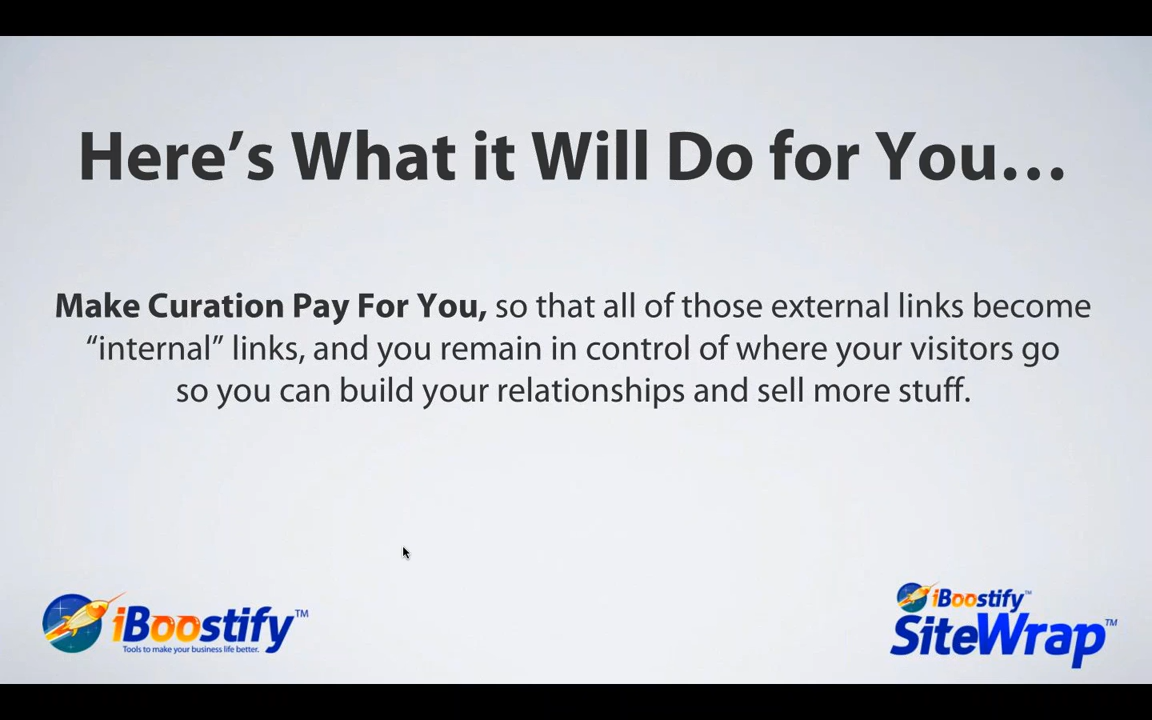 Here’s What it Will Do for You…
Make Curation Pay For You, so that all of those external links become
“internal” links, and you remain in control of where your visitors go
so you can build your relationships and sell more stuff.
iBoostify™
Tools to make your business life better.
iBoostify™
SiteWrap™